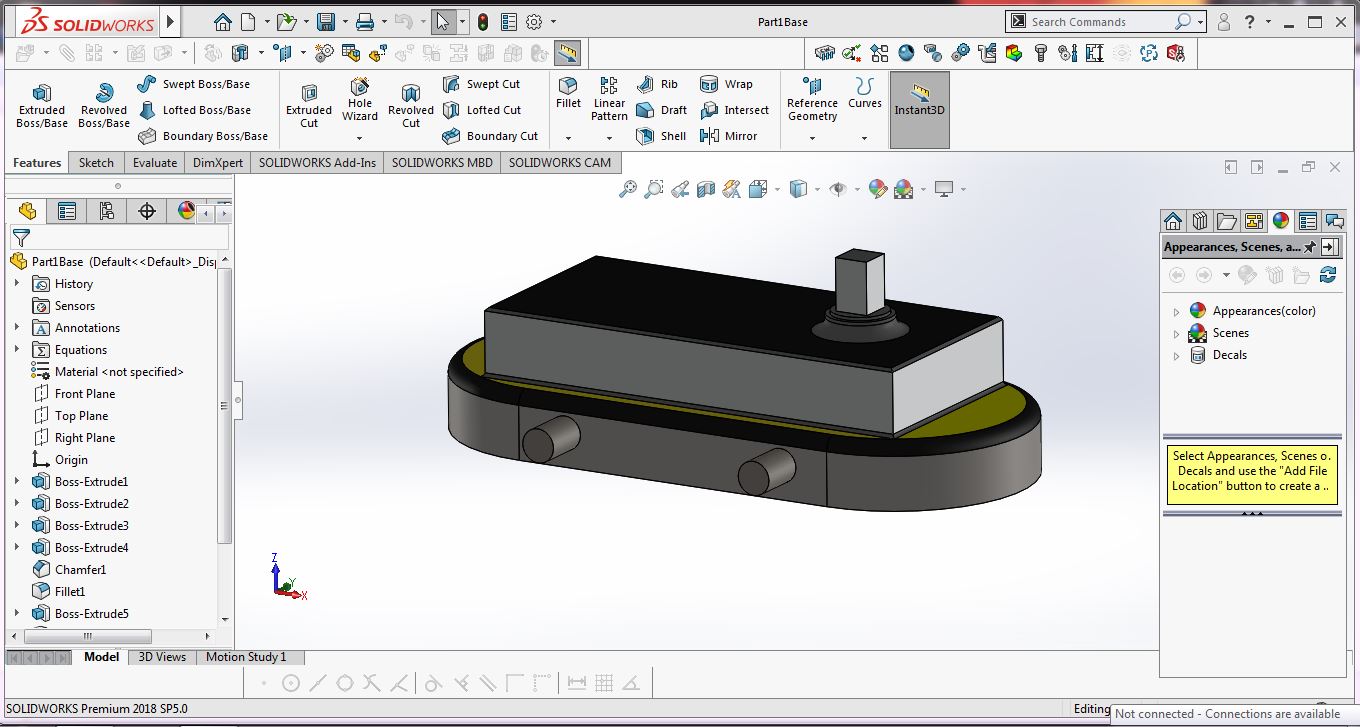 SOLIDWORKS
Part1Base
Search Commands
?
Extruded
Boss/Base
Revolved
Boss/Base
Swept Boss/Base
Lofted Boss/Base
Boundary Boss/Base
Extruded
Cut
Hole
Wizard
Revolved
Cut
Swept Cut
Lofted Cut
Boundary Cut
Fillet
Linear
Pattern
Rib
Draft
Shell
Wrap
Intersect
Mirror
Reference
Geometry
Curves
Instant3D
Features Sketch Evaluate DimXpert SOLIDWORKS Add-Ins SOLIDWORKS MBD SOLIDWORKS CAM
Part1Base (Default<<Default>_Disp
History
Sensors
Annotations
Equations
Material <not specified>
Front Plane
Top Plane
Right Plane
Origin
Boss-Extrude1
Boss-Extrude2
Boss-Extrude3
Boss-Extrude4
Chamfer1
Fillet1
Boss-Extrude5
Z
Y
X
Appearances, Scenes, a...
Appearances(color)
Scenes
Decals
Select Appearances, Scenes o.
Decals and use the "Add File
Location" button to create a ..
Model 3D Views Motion Study 1
SOLIDWORKS Premium 2018 SP5.0
Editing
Not connected - Connections are available